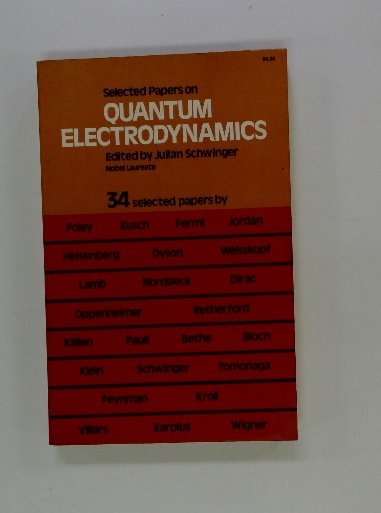 Selected Papers on
QUANTUM
ELECTRODYNAMICS
Edited by Julian Schwinger
Nobel Laureate
34 selected papers by
Foley Kusch Fermi Jordan
Heisenberg Dyson Weisskopf
Lamb Nordsieck Dirac
Oppenheimer Retherford
Källen Pauli Bethe Bloch
Klein Schwinger Tomonaga
Feynman Kroll
Villars Karplus Wigner